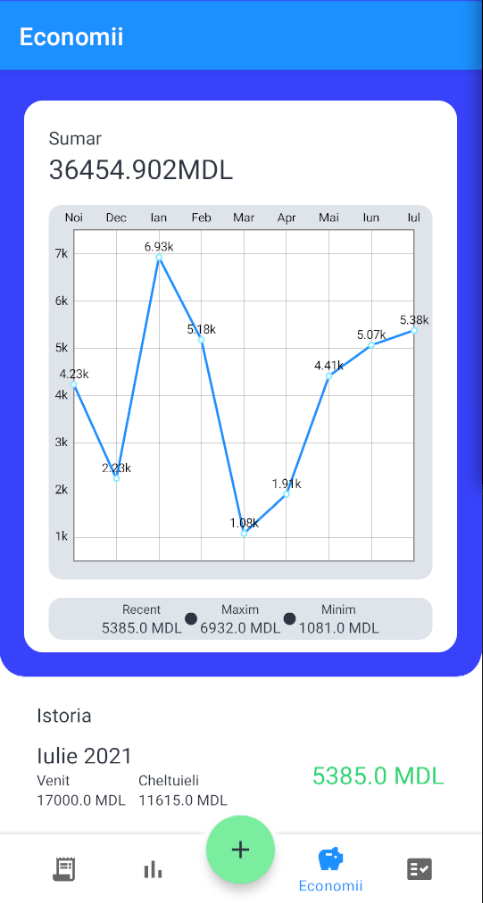 Economii
Sumar
36454.902MDL
Noi Dec Ian Feb Mar Apr Mai Iun Iul
7k
6k
5k
4k
3k
2k
1k
4.23k
2.23k
6.93k
5.18k
1.08k
1.91k
4.41k
5.07k
5.38k
Recent Maxim Minim
5385.0 MDL 6932.0 MDL 1081.0 MDL
Istoria
Iulie 2021
Venit Cheltuieli
17000.0 MDL 11615.0 MDL
5385.0 MDL
+
Economii